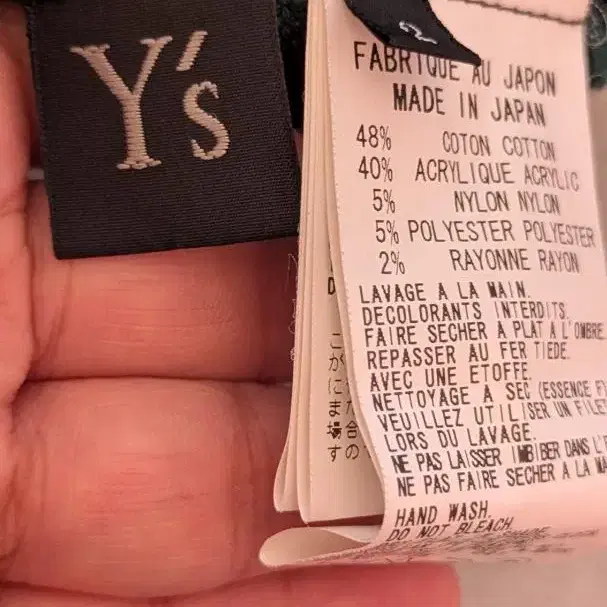 Y's
2
FABRIQUE AU JAPON
MADE IN JAPAN
48% COTON COTTON
40% ACRYLIQUE ACRYLIC
5% NYLON NYLON
5% POLYESTER POLYESTER
2% RAYONNE RAYON
LAVAGE A LA MAIN.
DECOLORANTS INTERDITS.
FAIRE SECHER A PLAT A L'OMBRE
REPASSER AU FER TIEDE.
AVEC UNE ETOFFE.
NETTOYAGE A SEC (ESSENCE
VEUILLEZ UTILISER UN
LORS DU LAVAGE.
NE PAS LAISSER IMBIBER DANS
NE PAS FAIRE SECHER A LA
HAND WASH.
DO NOT BLEACH